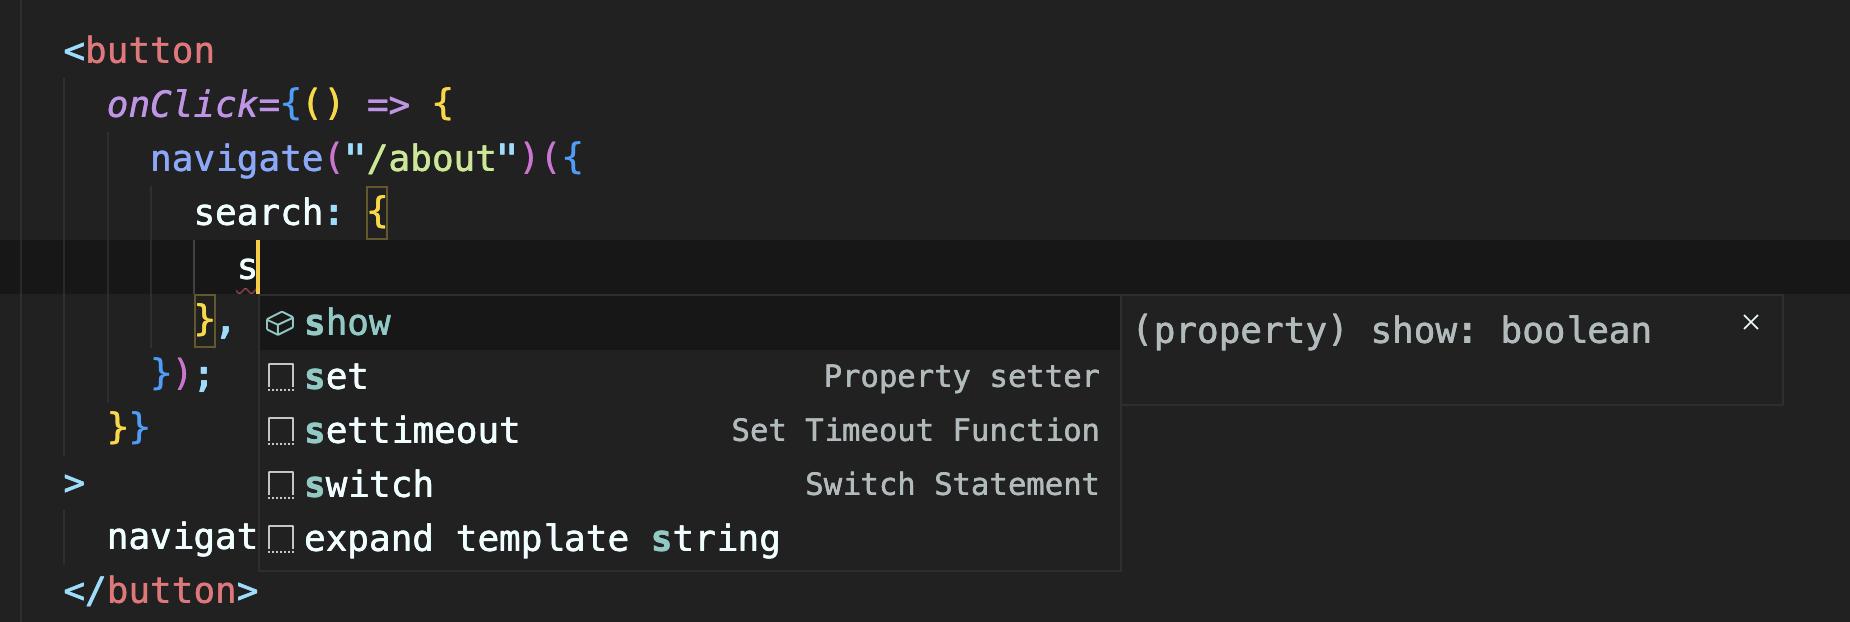 <button
onClick={() => {
navigate("/about")({
search: {
s
},
});
}}
>
navigat
</button>
show
set Property setter
settimeout Set Timeout Function
switch Switch Statement
expand template string
(property) show: boolean